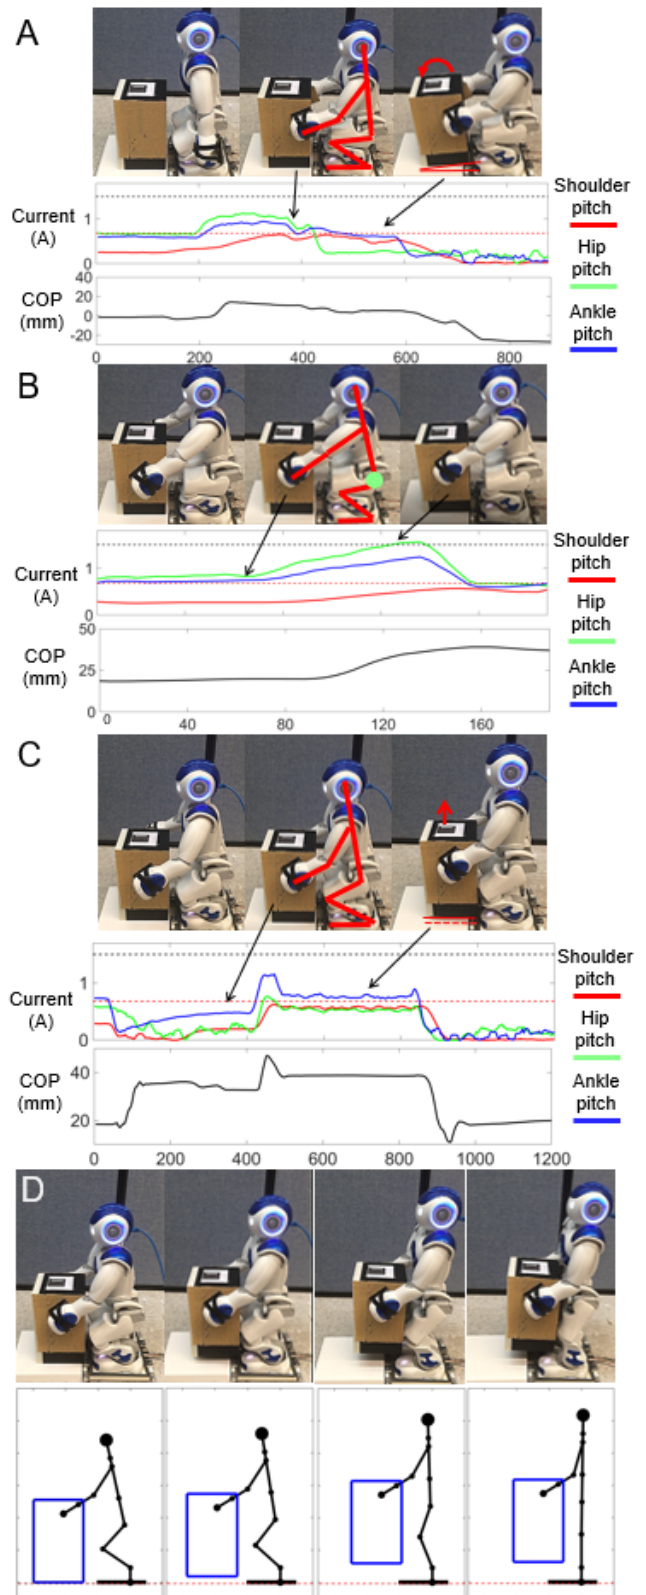 A
Current
(A)
1
0
Shoulder
pitch
Hip
pitch
Ankle
pitch
COP
(mm)
40
20
0
-20
0 200 400 600 800
B
Current
(A)
1
0
Shoulder
pitch
Hip
pitch
Ankle
pitch
COP
(mm)
50
25
0
0 40 80 120 160
C
Current
(A)
1
0
Shoulder
pitch
Hip
pitch
Ankle
pitch
COP
(mm)
40
20
0 200 400 600 800 1000 1200
D